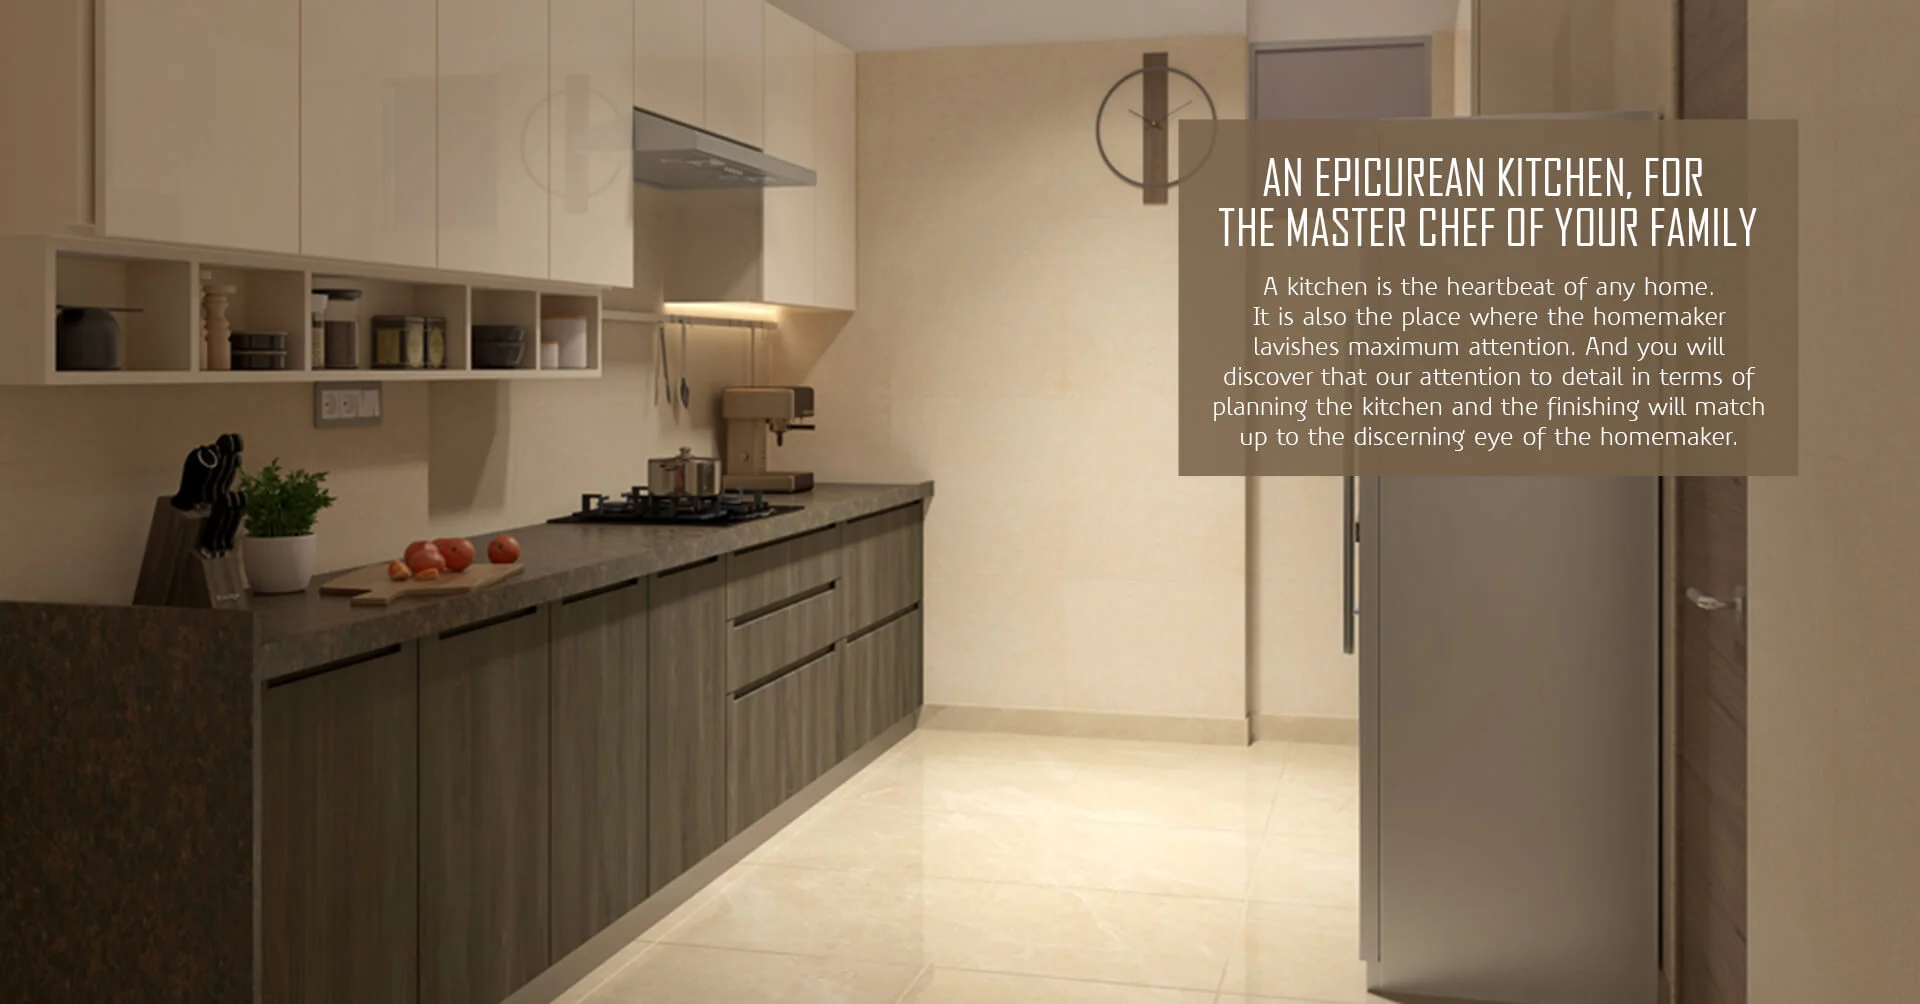 AN EPICUREAN KITCHEN, FOR
THE MASTER CHEF OF YOUR FAMILY
A kitchen is the heartbeat of any home.
It is also the place where the homemaker
lavishes maximum attention. And you will
discover that our attention to detail in terms of
planning the kitchen and the finishing will match
up to the discerning eye of the homemaker.